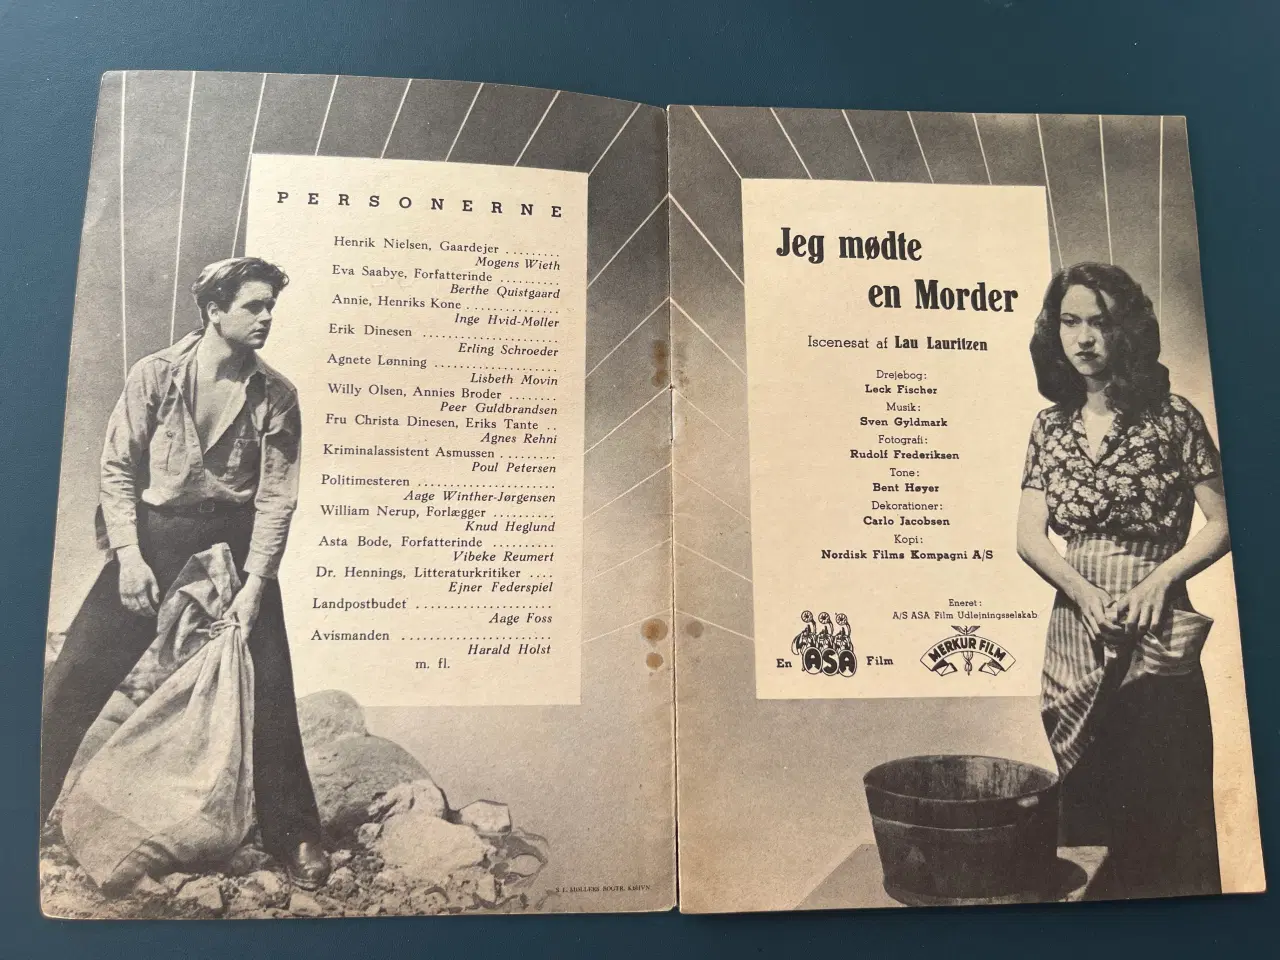 PERSONERNE
Henrik Nielsen, Gaardejer .........
Mogens Wieth
Eva Saabye, Forfatterinde ..........
Berthe Quistgaard
Annie, Henriks Kone ..............
Inge Hvid-Møller
Erik Dinesen .....................
Erling Schroeder
Agnete Lønning ...................
Lisbeth Movin
Willy Olsen, Annies Broder ........
Peer Guldbrandsen
Fru Christa Dinesen, Eriks Tante ..
Agnes Rehni
Kriminalassistent Asmussen .........
Poul Petersen
Politimesteren .....................
Aage Winther-Jørgensen
William Nerup, Forlægger ..........
Knud Heglund
Asta Bode, Forfatterinde ..........
Vibeke Reumert
Dr. Hennings, Litteraturkritiker ....
Ejner Federspiel
Landpostbudet .....................
Aage Foss
Avismanden .......................
Harald Holst
m. fl.
S. L. MØLLERS BOGTR. KBHVN
Jeg mødte
en Morder
Iscenesat af Lau Lauritzen
Drejebog:
Leck Fischer
Musik:
Sven Gyldmark
Fotografi:
Rudolf Frederiksen
Tone:
Bent Høyer
Dekorationer:
Carlo Jacobsen
Kopi:
Nordisk Films Kompagni A/S
Eneret:
A/S ASA Film Udlejningsselskab
En ASA Film
MERKUR FILM